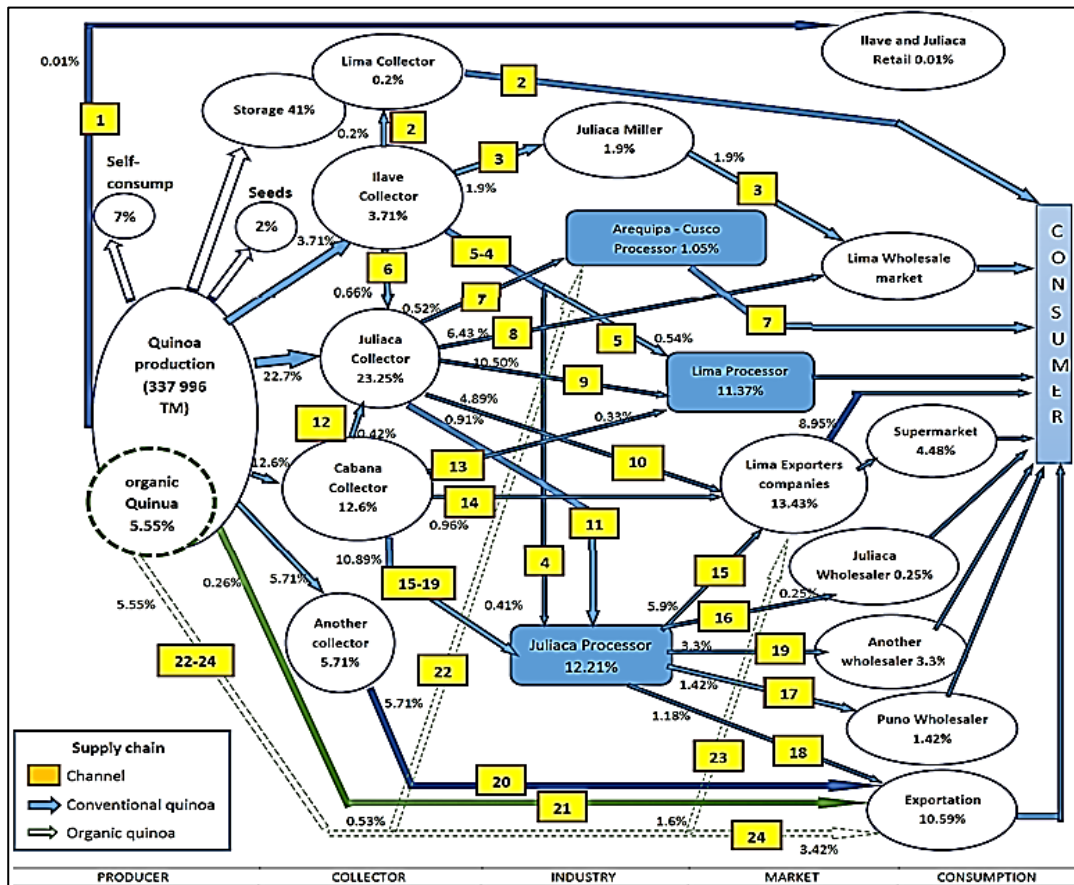 0.01%
Ilave and Juliaca
Retail 0.01%
Lima Collector
0.2%
2
Storage 41%
1
0.2%
2
Juliaca Miller
1.9%
3
1.9%
Self-
consump
7%
Seeds
2%
Ilave
Collector
3.71%
1.9%
3
3.71%
Arequipa - Cusco
Processor 1.05%
5-4
Lima Wholesale
market
6
0.66%
0.52%
7
8
7
Quinoa
production
(337 996
TM)
Juliaca
Collector
23.25%
6.43 %
5
0.54%
22.7%
10.50%
9
Lima Processor
11.37%
4.89%
0.91%
0.33%
12
0.42%
8.95%
Supermarket
4.48%
12.6%
Cabana
Collector
12.6%
13
10
Lima Exporters
companies
13.43%
organic
Quinua
5.55%
14
0.96%
11
10.89%
4
15
Juliaca
Wholesaler 0.25%
0.26%
5.71%
15-19
0.41%
5.9%
16
0.25%
5.55%
Another
collector
5.71%
Juliaca Processor
12.21%
3.3%
19
Another
wholesaler 3.3%
22-24
22
1.42%
17
5.71%
1.18%
Puno Wholesaler
1.42%
23
18
Supply chain
Channel
Conventional quinoa
Organic quinoa
20
21
Exportation
10.59%
0.53%
1.6%
24
3.42%
CONSUMER
PRODUCER COLLECTOR INDUSTRY MARKET CONSUMPTION